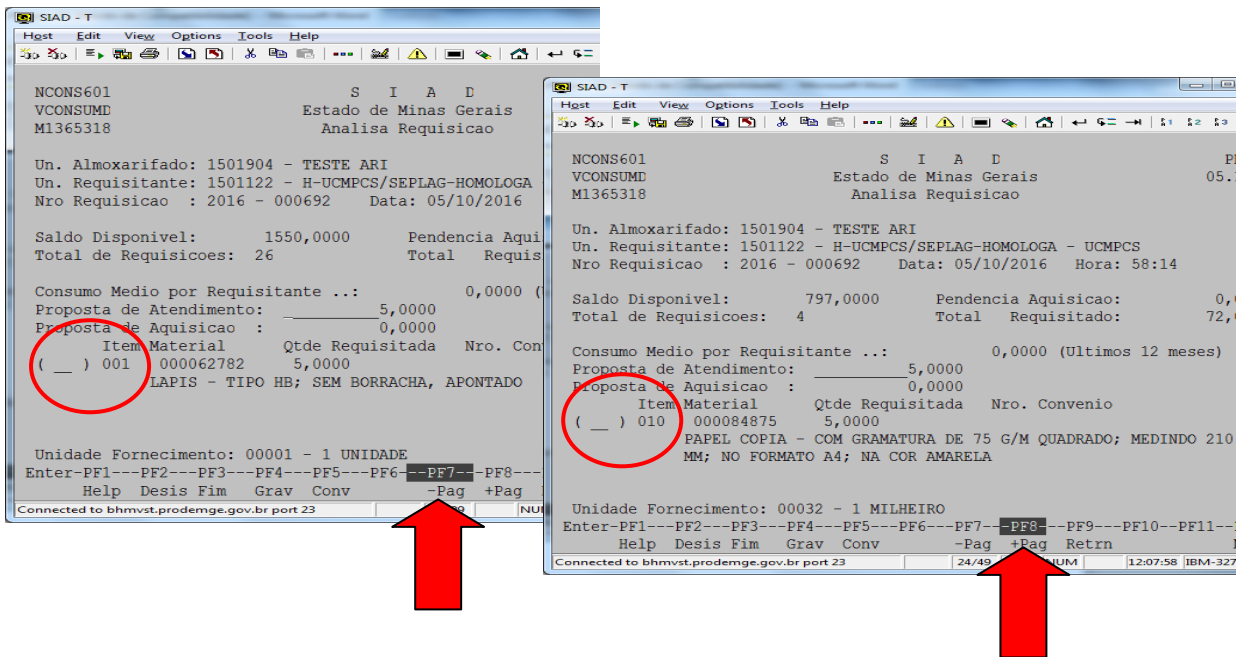 SIAD - T
Host Edit View Options Tools Help
NCONS601 S I A D
VCONSUMD Estado de Minas Gerais
M1365318 Analisa Requisicao
Un. Almoxarifado: 1501904 - TESTE ARI
Un. Requisitante: 1501122 - H-UCMPCS/SEPLAG-HOMOLOGA
Nro Requisicao : 2016 - 000692 Data: 05/10/2016
Saldo Disponivel: 1550,0000 Pendencia Aqui
Total de Requisicoes: 26 Total Requis
Consumo Medio por Requisitante ..: 0,0000 (
Proposta de Atendimento: _________5,0000
Proposta de Aquisicao : 0,0000
Item Material Qtde Requisitada Nro. Con
( __ ) 001 000062782 5,0000
LAPIS - TIPO HB; SEM BORRACHA, APONTADO
Unidade Fornecimento: 00001 - 1 UNIDADE
Enter-PF1---PF2---PF3---PF4---PF5---PF6---PF7---PF8---
Help Desis Fim Grav Conv -Pag +Pag
Connected to bhmvst.prodemge.gov.br port 23
SIAD - T
Host Edit View Options Tools Help
NCONS601 S I A D
VCONSUMD Estado de Minas Gerais 05.
M1365318 Analisa Requisicao
Un. Almoxarifado: 1501904 - TESTE ARI
Un. Requisitante: 1501122 - H-UCMPCS/SEPLAG-HOMOLOGA - UCMPCS
Nro Requisicao : 2016 - 000692 Data: 05/10/2016 Hora: 58:14
Saldo Disponivel: 797,0000 Pendencia Aquisicao: 0,
Total de Requisicoes: 4 Total Requisitado: 72,
Consumo Medio por Requisitante ..: 0,0000 (Ultimos 12 meses)
Proposta de Atendimento: _________5,0000
Proposta de Aquisicao : 0,0000
Item Material Qtde Requisitada Nro. Convenio
( __ ) 010 000084875 5,0000
PAPEL COPIA - COM GRAMATURA DE 75 G/M QUADRADO; MEDINDO 210
MM; NO FORMATO A4; NA COR AMARELA
Unidade Fornecimento: 00032 - 1 MILHEIRO
Enter-PF1---PF2---PF3---PF4---PF5---PF6---PF7---PF8---PF9---PF10--PF11--
Help Desis Fim Grav Conv -Pag +Pag Retrn
Connected to bhmvst.prodemge.gov.br port 23 24/49 NUM 12:07:58 IBM-327